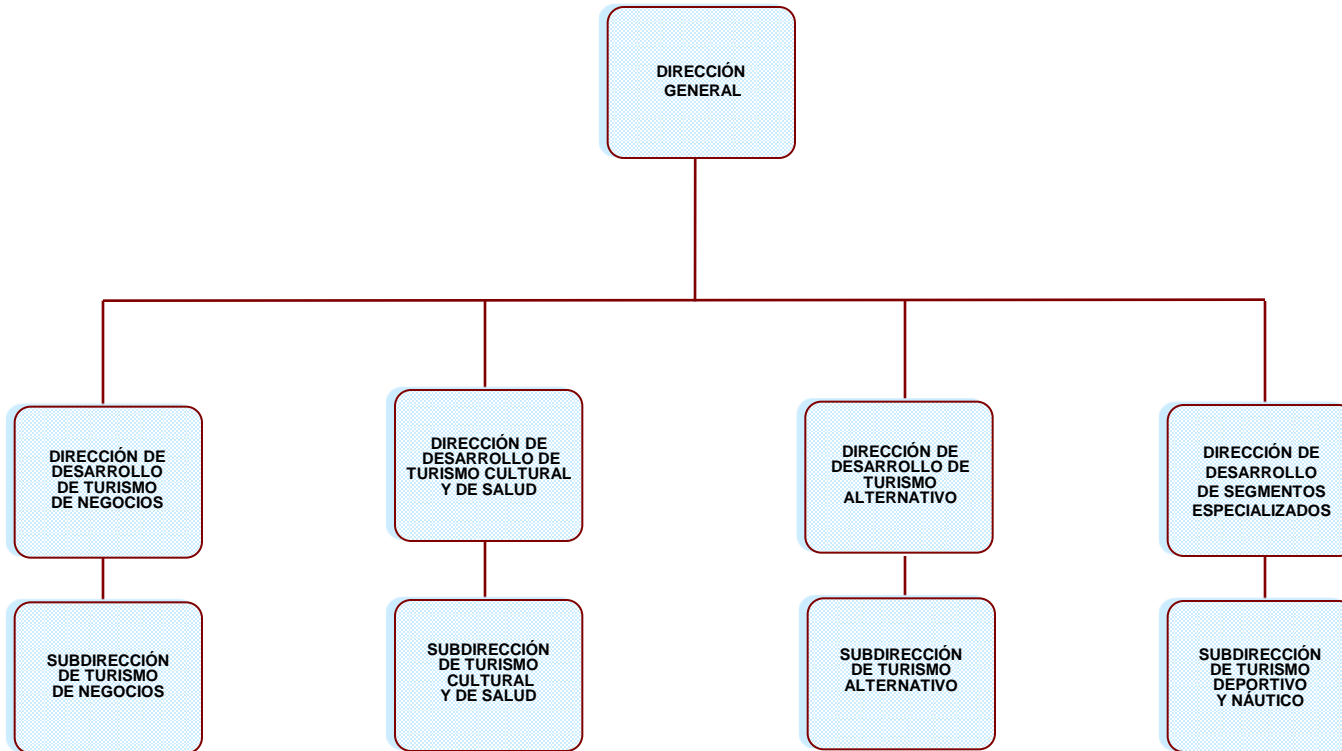 DIRECCIÓN
GENERAL
DIRECCIÓN DE
DESARROLLO
DE TURISMO
DE NEGOCIOS
DIRECCIÓN DE
DESARROLLO DE
TURISMO CULTURAL
Y DE SALUD
DIRECCIÓN DE
DESARROLLO DE
TURISMO
ALTERNATIVO
DIRECCIÓN DE
DESARROLLO
DE SEGMENTOS
ESPECIALIZADOS
SUBDIRECCIÓN
DE TURISMO
DE NEGOCIOS
SUBDIRECCIÓN
DE TURISMO
CULTURAL
Y DE SALUD
SUBDIRECCIÓN
DE TURISMO
ALTERNATIVO
SUBDIRECCIÓN
DE TURISMO
DEPORTIVO
Y NÁUTICO